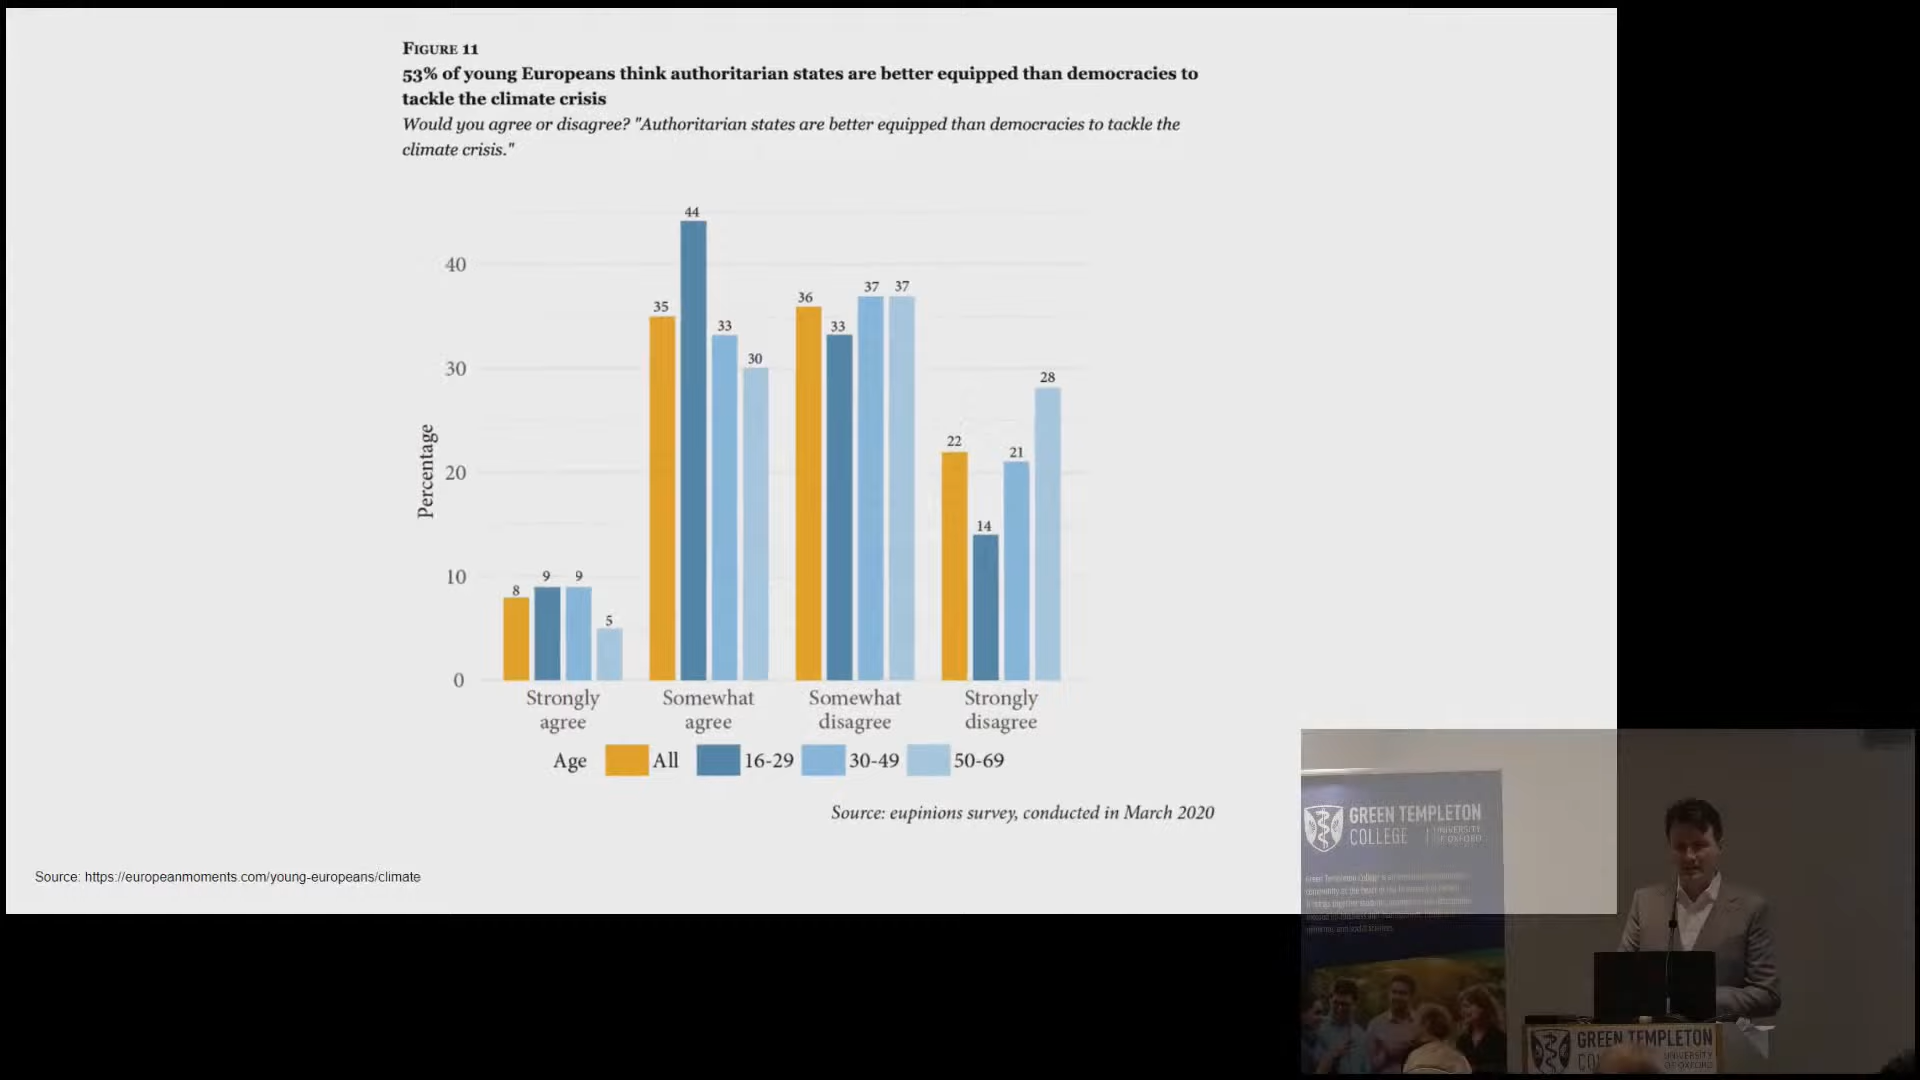 FIGURE 11
53% of young Europeans think authoritarian states are better equipped than democracies to
tackle the climate crisis
Would you agree or disagree? "Authoritarian states are better equipped than democracies to tackle the
climate crisis."
44
40
35
36
37
37
33
33
30
30
28
22
21
20
14
10
8
9
9
5
0
Percentage
Strongly
agree
Somewhat
agree
Somewhat
disagree
Strongly
disagree
Age
All
16-29
30-49
50-69
Source: eupinions survey, conducted in March 2020
Source: https://europeanmoments.com/young-europeans/climate
GREEN TEMPLETON
COLLEGE | UNIVERSITY
OF OXFORD
GREEN TEMPLETON
UNIVERSITY
OF OXFORD